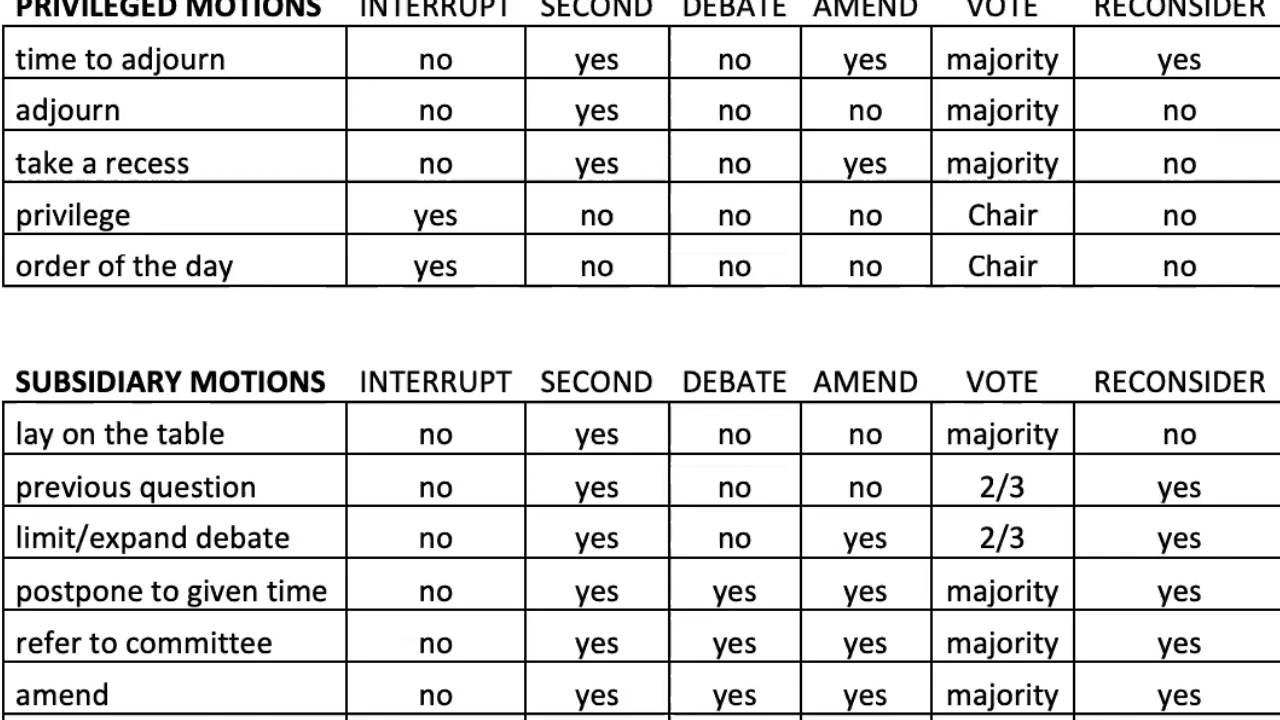 PRIVILEGED MOTIONS INTERRUPT SECOND DEBATE AMEND VOTE RECONSIDER
time to adjourn no yes no yes majority yes
adjourn no yes no no majority no
take a recess no yes no yes majority no
privilege yes no no no Chair no
order of the day yes no no no Chair no
SUBSIDIARY MOTIONS INTERRUPT SECOND DEBATE AMEND VOTE RECONSIDER
lay on the table no yes no no majority no
previous question no yes no no 2/3 yes
limit/expand debate no yes no yes 2/3 yes
postpone to given time no yes yes yes majority yes
refer to committee no yes yes yes majority yes
amend no yes yes yes majority yes